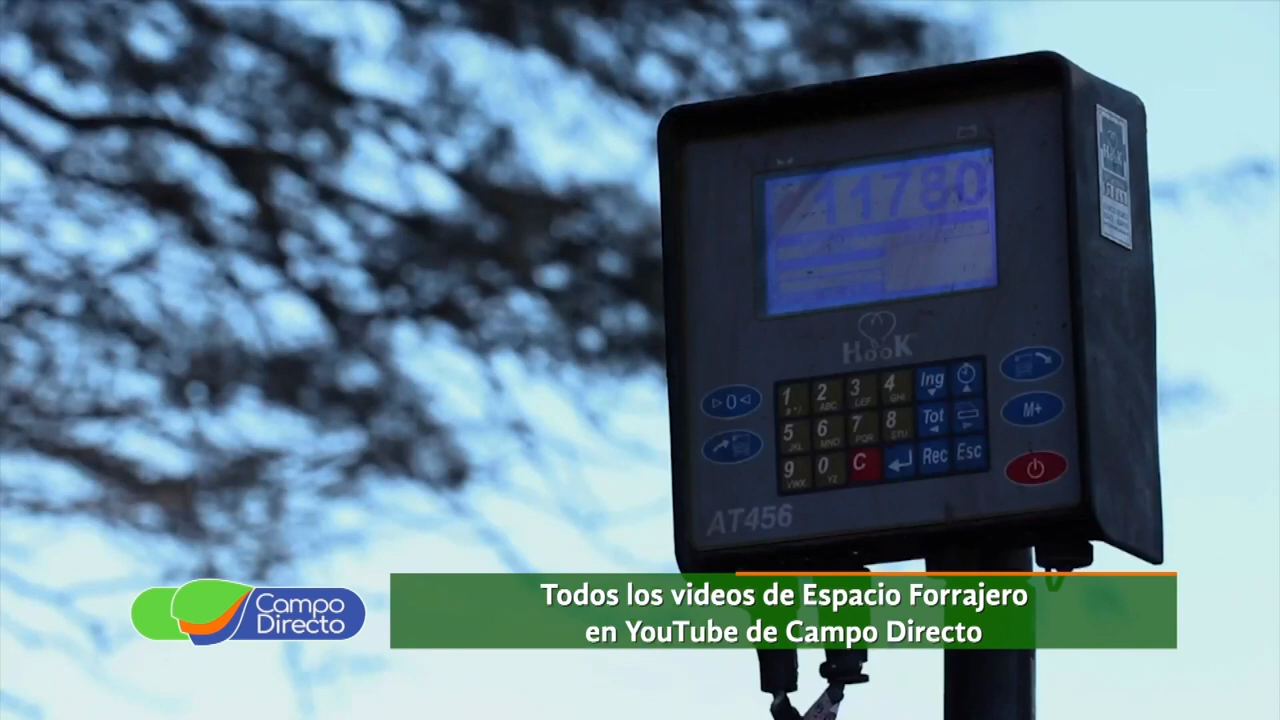 11780
HooK
1 2 3 4 Ing
ABC DEF GHI
5 6 7 8 Tot
JKL MNO PQR STU
9 0 C Rec Esc
VWX YZ
▷0◁
M+
AT456
Campo
Directo
Todos los videos de Espacio Forrajero
en YouTube de Campo Directo